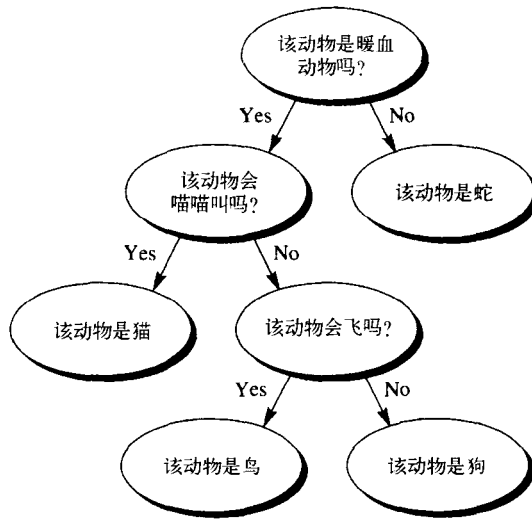 该动物是暖血
动物吗?
Yes
No
该动物会
喵喵叫吗?
该动物是蛇
Yes
No
该动物是猫
该动物会飞吗?
Yes
No
该动物是鸟
该动物是狗